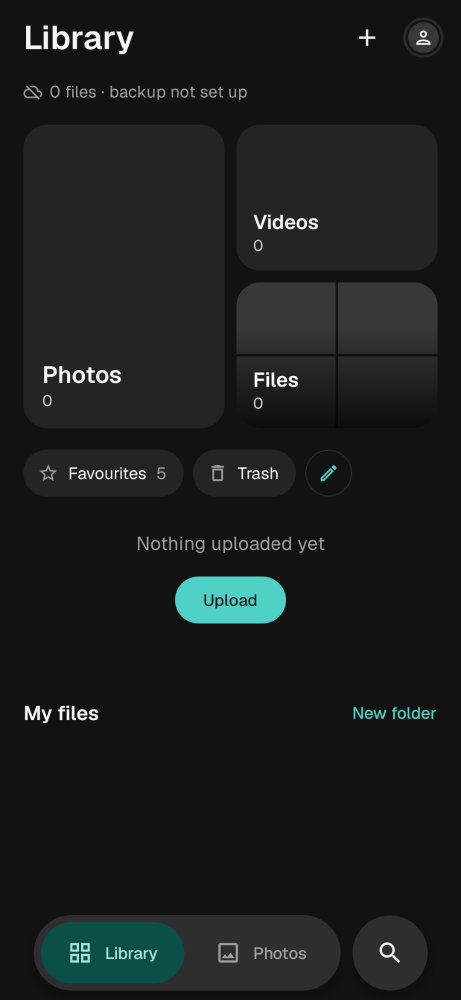 Library
0 files · backup not set up
Photos
0
Videos
0
Files
0
Favourites 5
Trash
Nothing uploaded yet
Upload
My files
New folder
Library
Photos